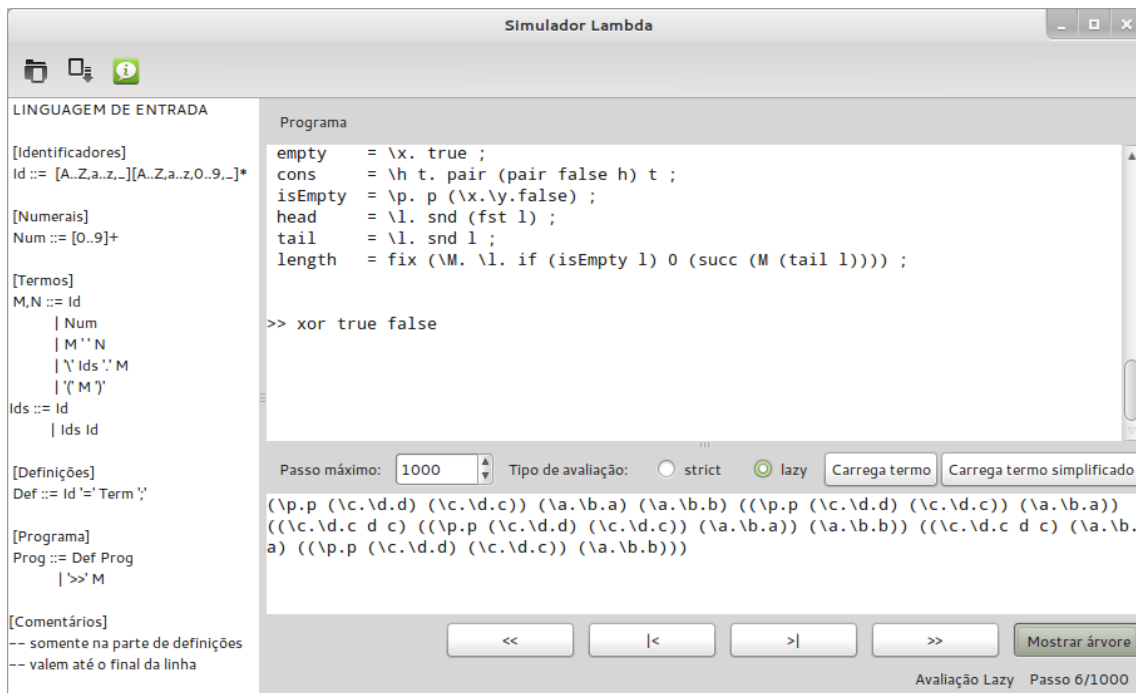 Simulador Lambda
LINGUAGEM DE ENTRADA
[Identificadores]
Id ::= [A..Z,a..z,_][A..Z,a..z,0..9,_]*
[Numerais]
Num ::= [0..9]+
[Termos]
M,N ::= Id
| Num
| M ' ' N
| '\' Ids '.' M
| '(' M ')'
Ids ::= Id
| Ids Id
[Definições]
Def ::= Id '=' Term ';'
[Programa]
Prog ::= Def Prog
| '>>' M
[Comentários]
-- somente na parte de definições
-- valem até o final da linha
Programa
empty = \x. true ;
cons = \h t. pair (pair false h) t ;
isEmpty = \p. p (\x.\y.false) ;
head = \l. snd (fst l) ;
tail = \l. snd l ;
length = fix (\M. \l. if (isEmpty l) 0 (succ (M (tail l)))) ;
>> xor true false
Passo máximo: 1000 Tipo de avaliação: strict lazy Carrega termo Carrega termo simplificado
(\p.p (\c.\d.d) (\c.\d.c)) (\a.\b.a) (\a.\b.b) ((\p.p (\c.\d.d) (\c.\d.c)) (\a.\b.a))
((\c.\d.c d c) ((\p.p (\c.\d.d) (\c.\d.c)) (\a.\b.a)) (\a.\b.b)) ((\c.\d.c d c) (\a.\b.
a) ((\p.p (\c.\d.d) (\c.\d.c)) (\a.\b.b)))
<< |< >| >> Mostrar árvore
Avaliação Lazy Passo 6/1000